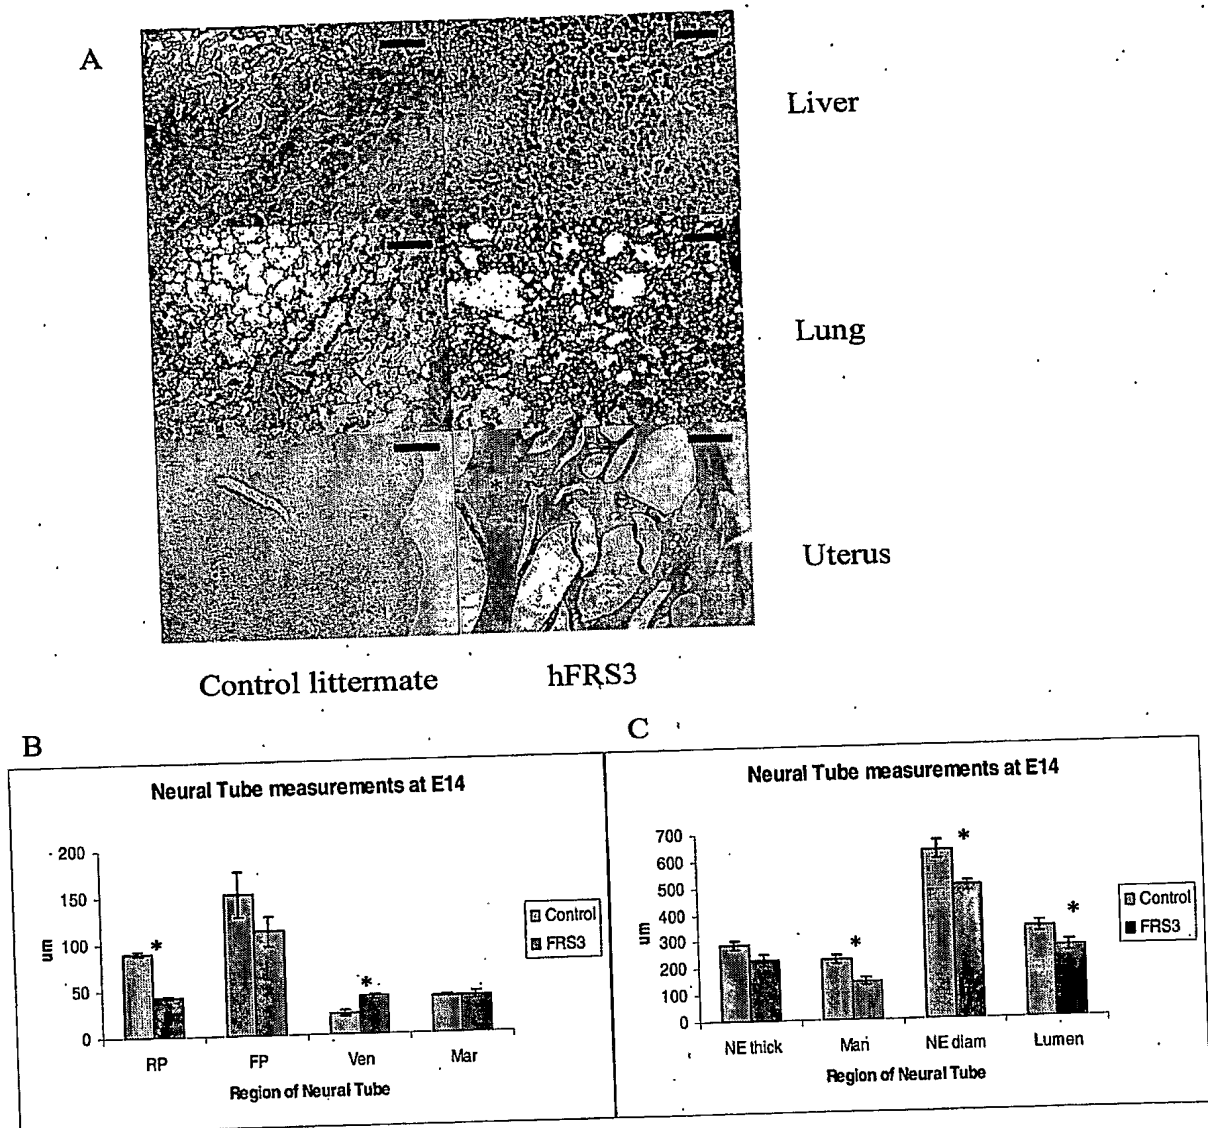 A
Liver
Lung
*
Uterus
Control littermate
hFRS3
B
Neural Tube measurements at E14
200
150
100
50
0
um
*
*
RP
FP
Ven
Mar
Region of Neural Tube
Control
FRS3
C
Neural Tube measurements at E14
700
600
500
400
300
200
100
0
um
*
*
*
NE thick
Man
NE diam
Lumen
Region of Neural Tube
Control
FRS3